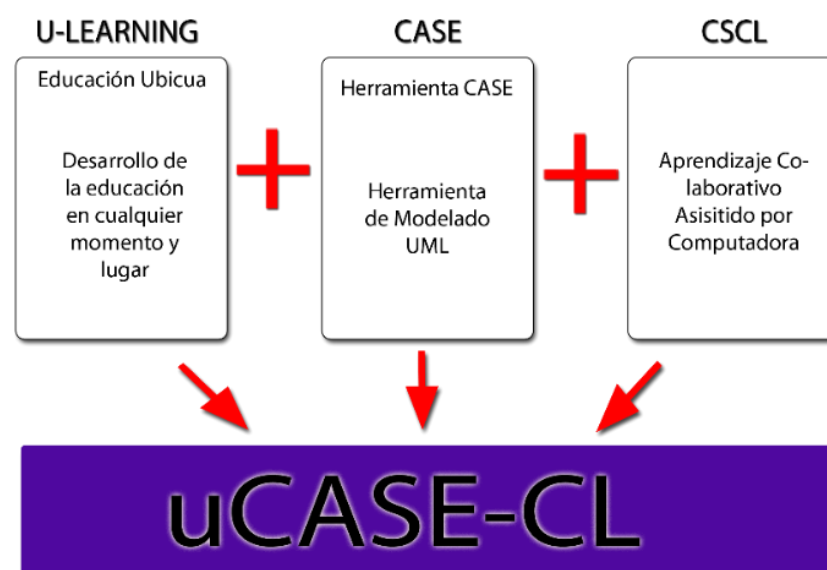 U-LEARNING
Educación Ubicua
Desarrollo de
la educación
en cualquier
momento y
lugar
CASE
Herramienta CASE
Herramienta
de Modelado
UML
CSCL
Aprendizaje Co-
laborativo
Asisitido por
Computadora
uCASE-CL